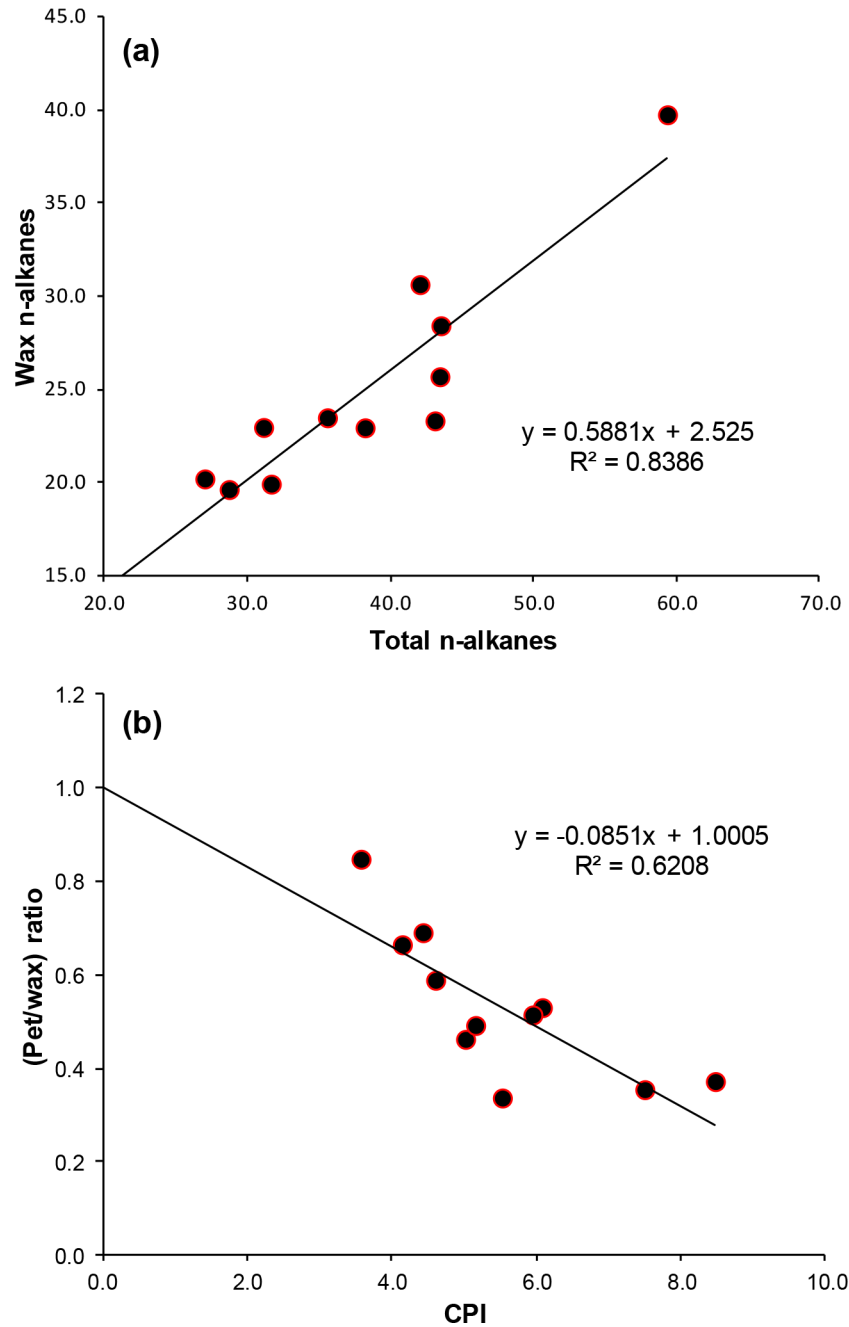 (a)
45.0
40.0
35.0
30.0
25.0
20.0
15.0
Wax n-alkanes
y = 0.5881x + 2.525
R² = 0.8386
20.0 30.0 40.0 50.0 60.0 70.0
Total n-alkanes
(b)
1.2
1.0
0.8
0.6
0.4
0.2
0.0
(Pet/wax) ratio
y = -0.0851x + 1.0005
R² = 0.6208
0.0 2.0 4.0 6.0 8.0 10.0
CPI